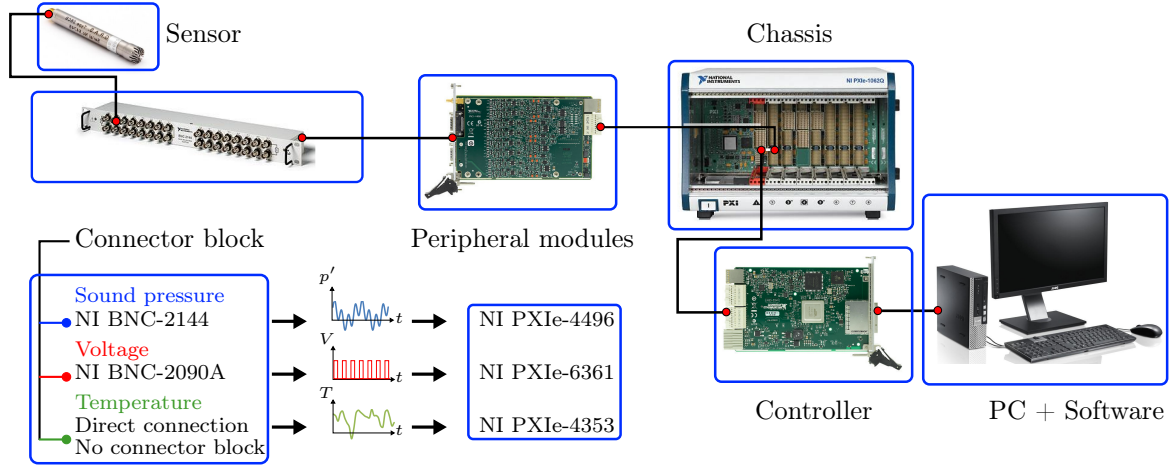 Sensor
Chassis
NATIONAL INSTRUMENTS
NI PXIe-1062Q
PXI
Connector block
Peripheral modules
Sound pressure
NI BNC-2144
Voltage
NI BNC-2090A
Temperature
Direct connection
No connector block
p′
t
V
t
T
t
NI PXIe-4496
NI PXIe-6361
NI PXIe-4353
Controller
PC + Software